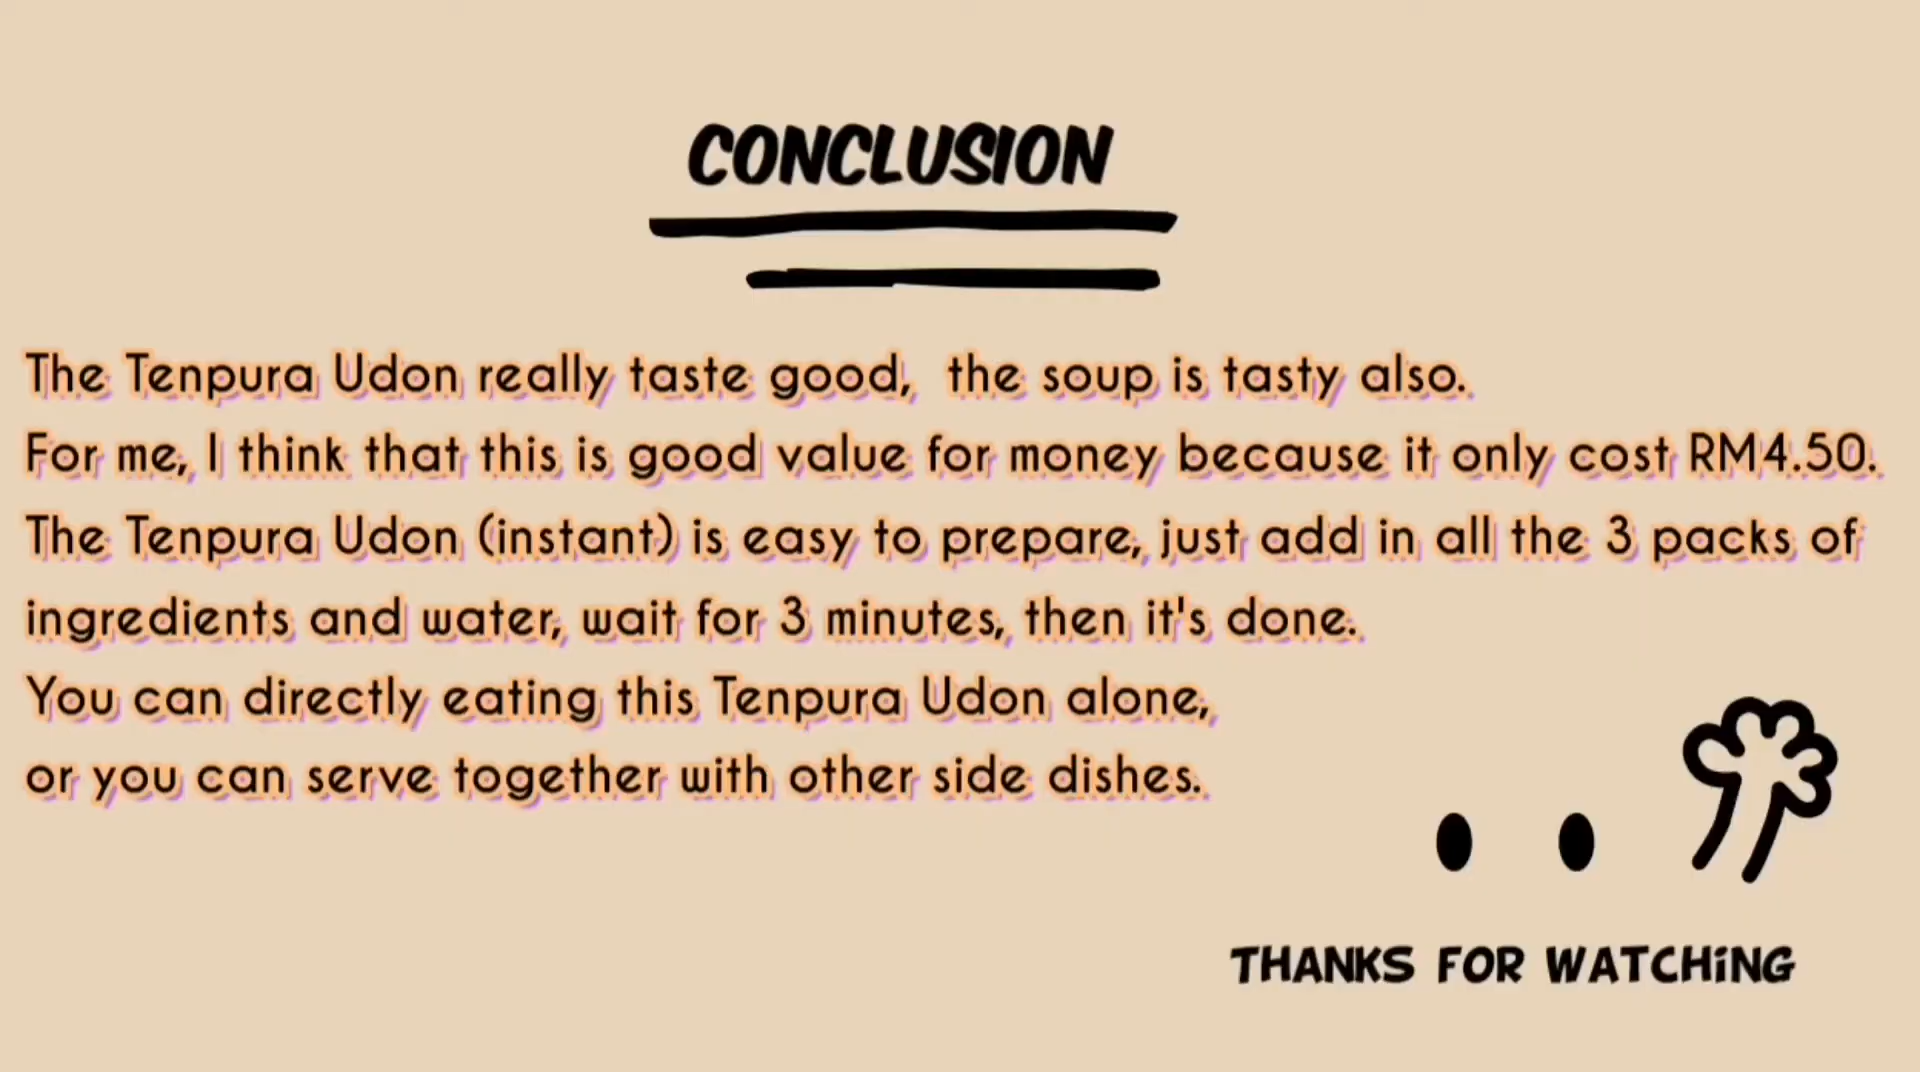 CONCLUSION
The Tenpura Udon really taste good, the soup is tasty also.
For me, I think that this is good value for money because it only cost RM4.50.
The Tenpura Udon (instant) is easy to prepare, just add in all the 3 packs of
ingredients and water, wait for 3 minutes, then it's done.
You can directly eating this Tenpura Udon alone,
or you can serve together with other side dishes.
THANKS FOR WATCHING